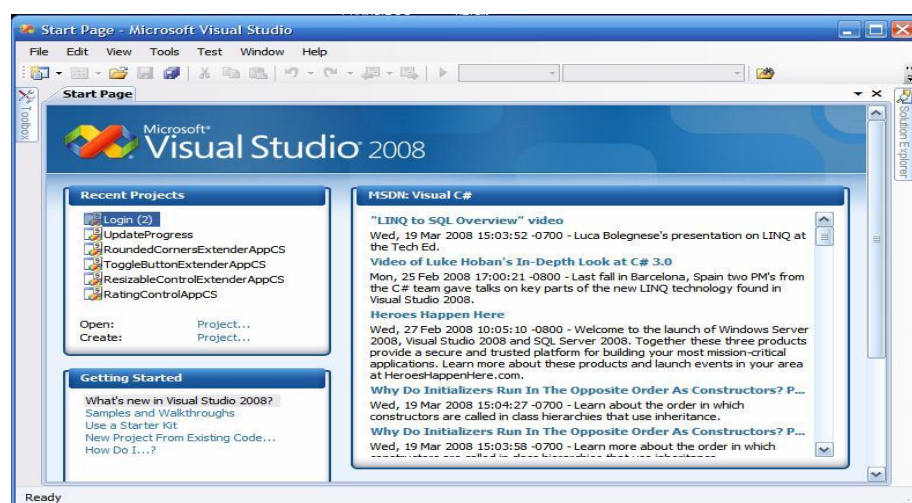 Start Page - Microsoft Visual Studio
File Edit View Tools Test Window Help
Toolbox
Start Page
Solution Explorer
Microsoft®
Visual Studio® 2008
Recent Projects
Login (2)
UpdateProgress
RoundedCornersExtenderAppCS
ToggleButtonExtenderAppCS
ResizableControlExtenderAppCS
RatingControlAppCS
Open: Project...
Create: Project...
Getting Started
What's new in Visual Studio 2008?
Samples and Walkthroughs
Use a Starter Kit
New Project From Existing Code...
How Do I...?
MSDN: Visual C#
"LINQ to SQL Overview" video
Wed, 19 Mar 2008 15:03:52 -0700 - Luca Bolegnese's presentation on LINQ at
the Tech Ed.
Video of Luke Hoban's In-Depth Look at C# 3.0
Mon, 25 Feb 2008 17:00:21 -0800 - Last fall in Barcelona, Spain two PM's from
the C# team gave talks on key parts of the new LINQ technology found in
Visual Studio 2008.
Heroes Happen Here
Wed, 27 Feb 2008 10:05:10 -0800 - Welcome to the launch of Windows Server
2008, Visual Studio 2008 and SQL Server 2008. Together these three products
provide a secure and trusted platform for building your most mission-critical
applications. Learn more about these products and launch events in your area
at HeroesHappenHere.com.
Why Do Initializers Run In The Opposite Order As Constructors? P...
Wed, 19 Mar 2008 15:04:27 -0700 - Learn about the order in which
constructors are called in class hierarchies that use inheritance.
Why Do Initializers Run In The Opposite Order As Constructors? P...
Wed, 19 Mar 2008 15:03:58 -0700 - Learn more about the order in which
Ready